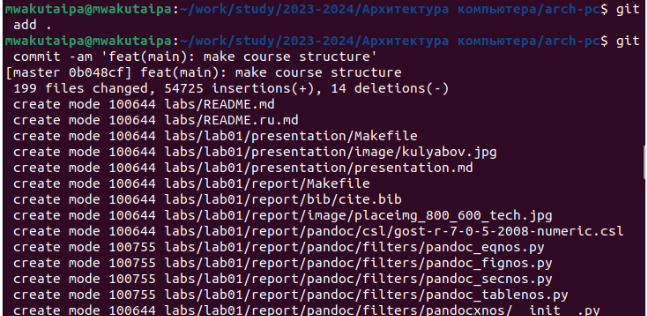 mwakutaipa@mwakutaipa:~/work/study/2023-2024/Архитектура компьютера/arch-pc$ git
 add .
mwakutaipa@mwakutaipa:~/work/study/2023-2024/Архитектура компьютера/arch-pc$ git
 commit -am 'feat(main): make course structure'
[master 0b048cf] feat(main): make course structure
 199 files changed, 54725 insertions(+), 14 deletions(-)
 create mode 100644 labs/README.md
 create mode 100644 labs/README.ru.md
 create mode 100644 labs/lab01/presentation/Makefile
 create mode 100644 labs/lab01/presentation/image/kulyabov.jpg
 create mode 100644 labs/lab01/presentation/presentation.md
 create mode 100644 labs/lab01/report/Makefile
 create mode 100644 labs/lab01/report/bib/cite.bib
 create mode 100644 labs/lab01/report/image/placeimg_800_600_tech.jpg
 create mode 100644 labs/lab01/report/pandoc/csl/gost-r-7-0-5-2008-numeric.csl
 create mode 100755 labs/lab01/report/pandoc/filters/pandoc_eqnos.py
 create mode 100755 labs/lab01/report/pandoc/filters/pandoc_fignos.py
 create mode 100755 labs/lab01/report/pandoc/filters/pandoc_secnos.py
 create mode 100755 labs/lab01/report/pandoc/filters/pandoc_tablenos.py
 create mode 100644 labs/lab01/report/pandoc/filters/pandocxnos/__init__.py